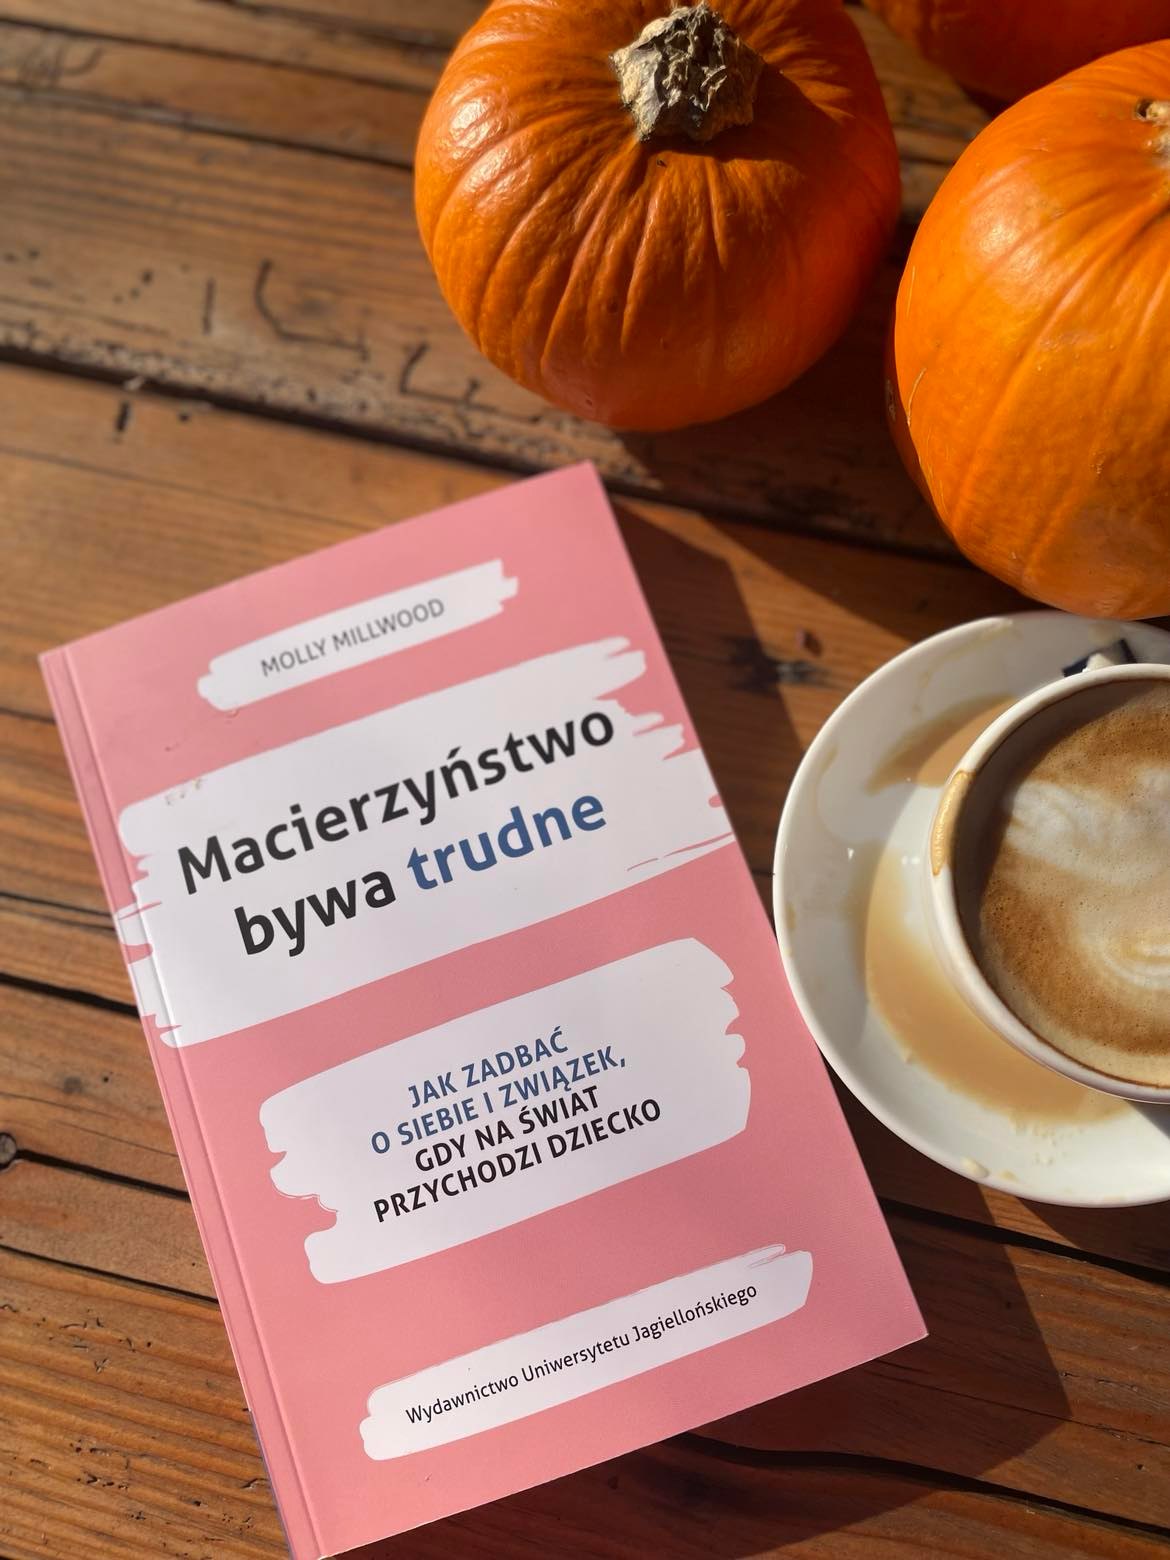 MOLLY MILLWOOD
Macierzyństwo
bywa trudne
JAK ZADBAĆ
O SIEBIE I ZWIĄZEK,
GDY NA ŚWIAT
PRZYCHODZI DZIECKO
Wydawnictwo Uniwersytetu Jagiellońskiego